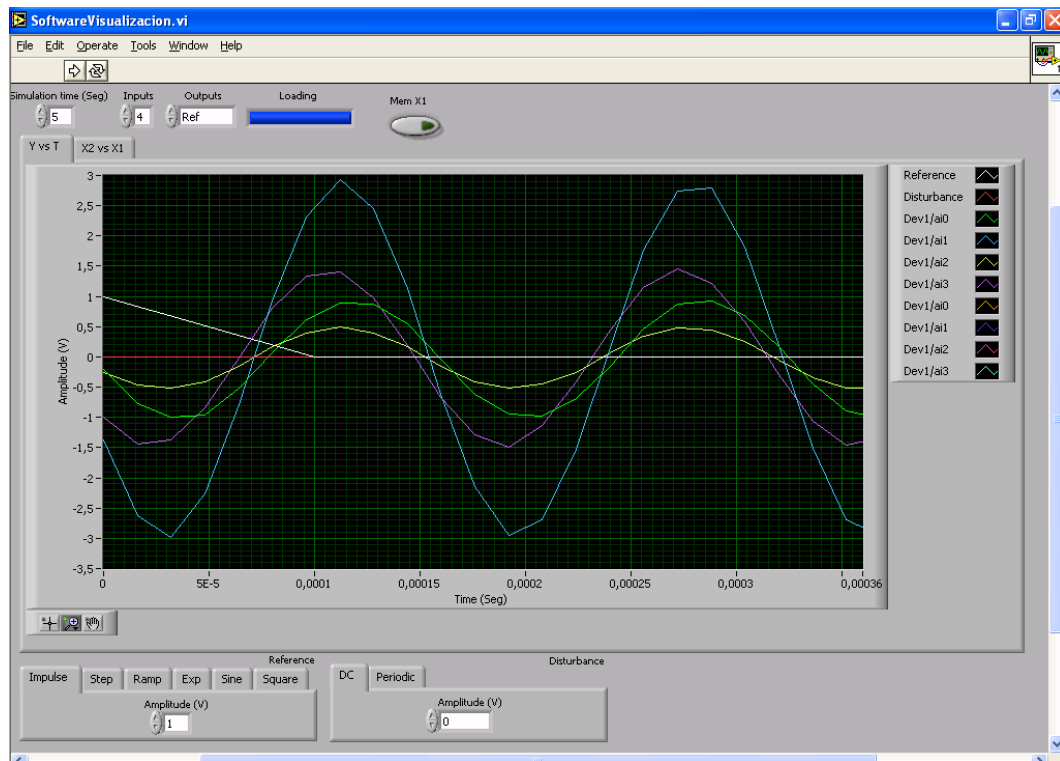 SoftwareVisualizacion.vi
File Edit Operate Tools Window Help
1
Simulation time (Seg) Inputs Outputs Loading Mem X1
5 4 Ref
Y vs T X2 vs X1
3
2,5
2
1,5
1
0,5
0
-0,5
-1
-1,5
-2
-2,5
-3
-3,5
Amplitude (V)
0 5E-5 0,0001 0,00015 0,0002 0,00025 0,0003 0,00036
Time (Seg)
Reference
Disturbance
Dev1/ai0
Dev1/ai1
Dev1/ai2
Dev1/ai3
Dev1/ai0
Dev1/ai1
Dev1/ai2
Dev1/ai3
Reference Disturbance
Impulse Step Ramp Exp Sine Square DC Periodic
Amplitude (V) Amplitude (V)
1 0